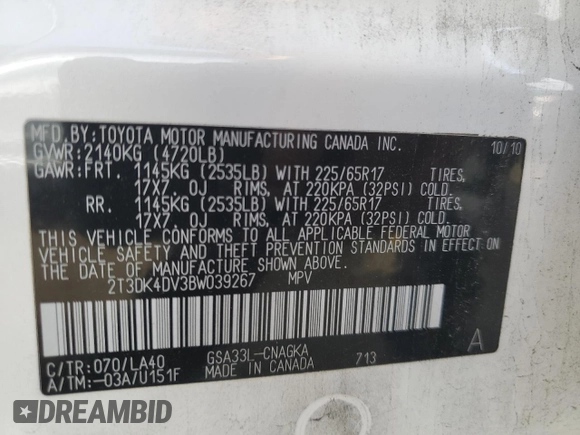 MFD.BY:TOYOTA MOTOR MANUFACTURING CANADA INC. 10/10
GVWR:2140KG (4720LB)
GAWR:FRT. 1145KG (2535LB) WITH 225/65R17 TIRES,
17X7.0J RIMS, AT 220KPA (32PSI) COLD.
RR. 1145KG (2535LB) WITH 225/65R17 TIRES,
17X7.0J RIMS, AT 220KPA (32PSI) COLD.
THIS VEHICLE CONFORMS TO ALL APPLICABLE FEDERAL MOTOR
VEHICLE SAFETY AND THEFT PREVENTION STANDARDS IN EFFECT ON
THE DATE OF MANUFACTURE SHOWN ABOVE.
2T3DK4DV3BW039267 MPV
A
C/TR:070/LA40 GSA33L-CNAGKA 713
A/TM:-03A/U151F MADE IN CANADA
DREAMBID